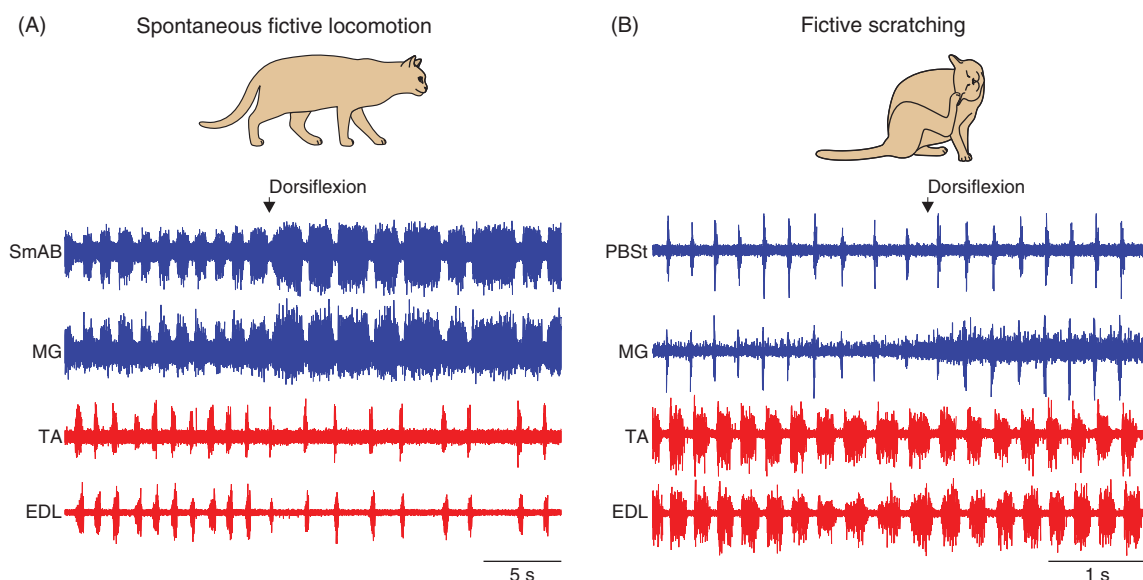 (A) Spontaneous fictive locomotion
Dorsiflexion
SmAB
MG
TA
EDL
5 s
(B) Fictive scratching
Dorsiflexion
PBSt
MG
TA
EDL
1 s